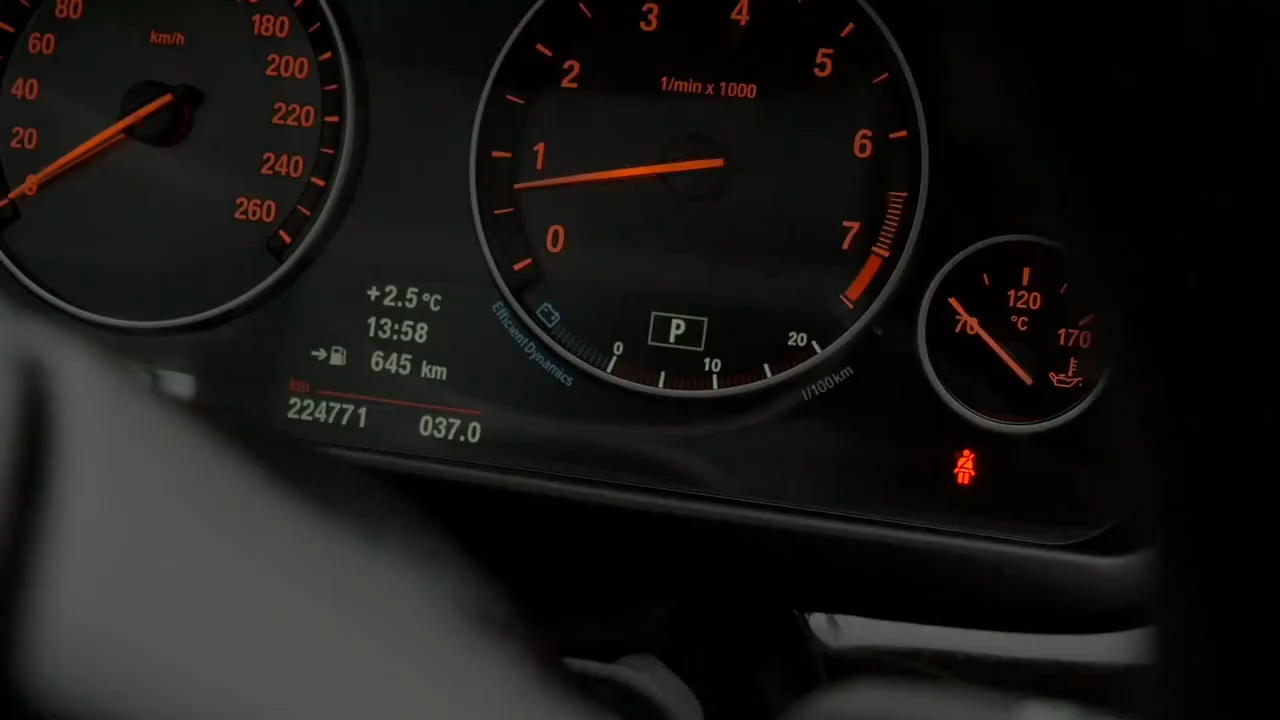 80
60
40
20
0
km/h
180
200
220
240
260
+2.5°C
13:58
645 km
km
224771 037.0
0
1
2
3
4
5
6
7
1/min x 1000
P
EfficientDynamics
0
10
20
l/100km
70
120
°C
170